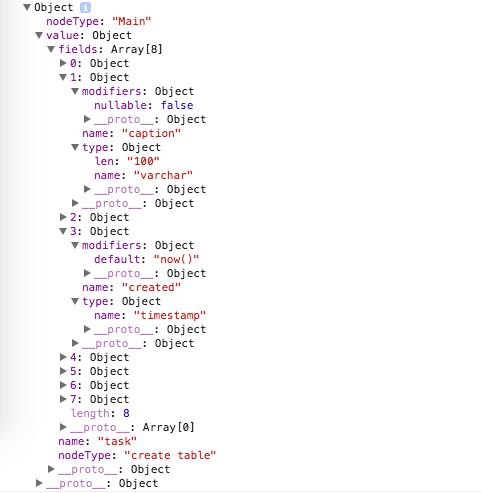 ▼Object i
nodeType: "Main"
▼value: Object
▼fields: Array[8]
▶0: Object
▼1: Object
▼modifiers: Object
nullable: false
▶__proto__: Object
name: "caption"
▼type: Object
len: "100"
name: "varchar"
▶__proto__: Object
▶__proto__: Object
▶2: Object
▼3: Object
▼modifiers: Object
default: "now()"
▶__proto__: Object
name: "created"
▼type: Object
name: "timestamp"
▶__proto__: Object
▶__proto__: Object
▶4: Object
▶5: Object
▶6: Object
▶7: Object
length: 8
▶__proto__: Array[0]
name: "task"
nodeType: "create table"
▶__proto__: Object
▶__proto__: Object